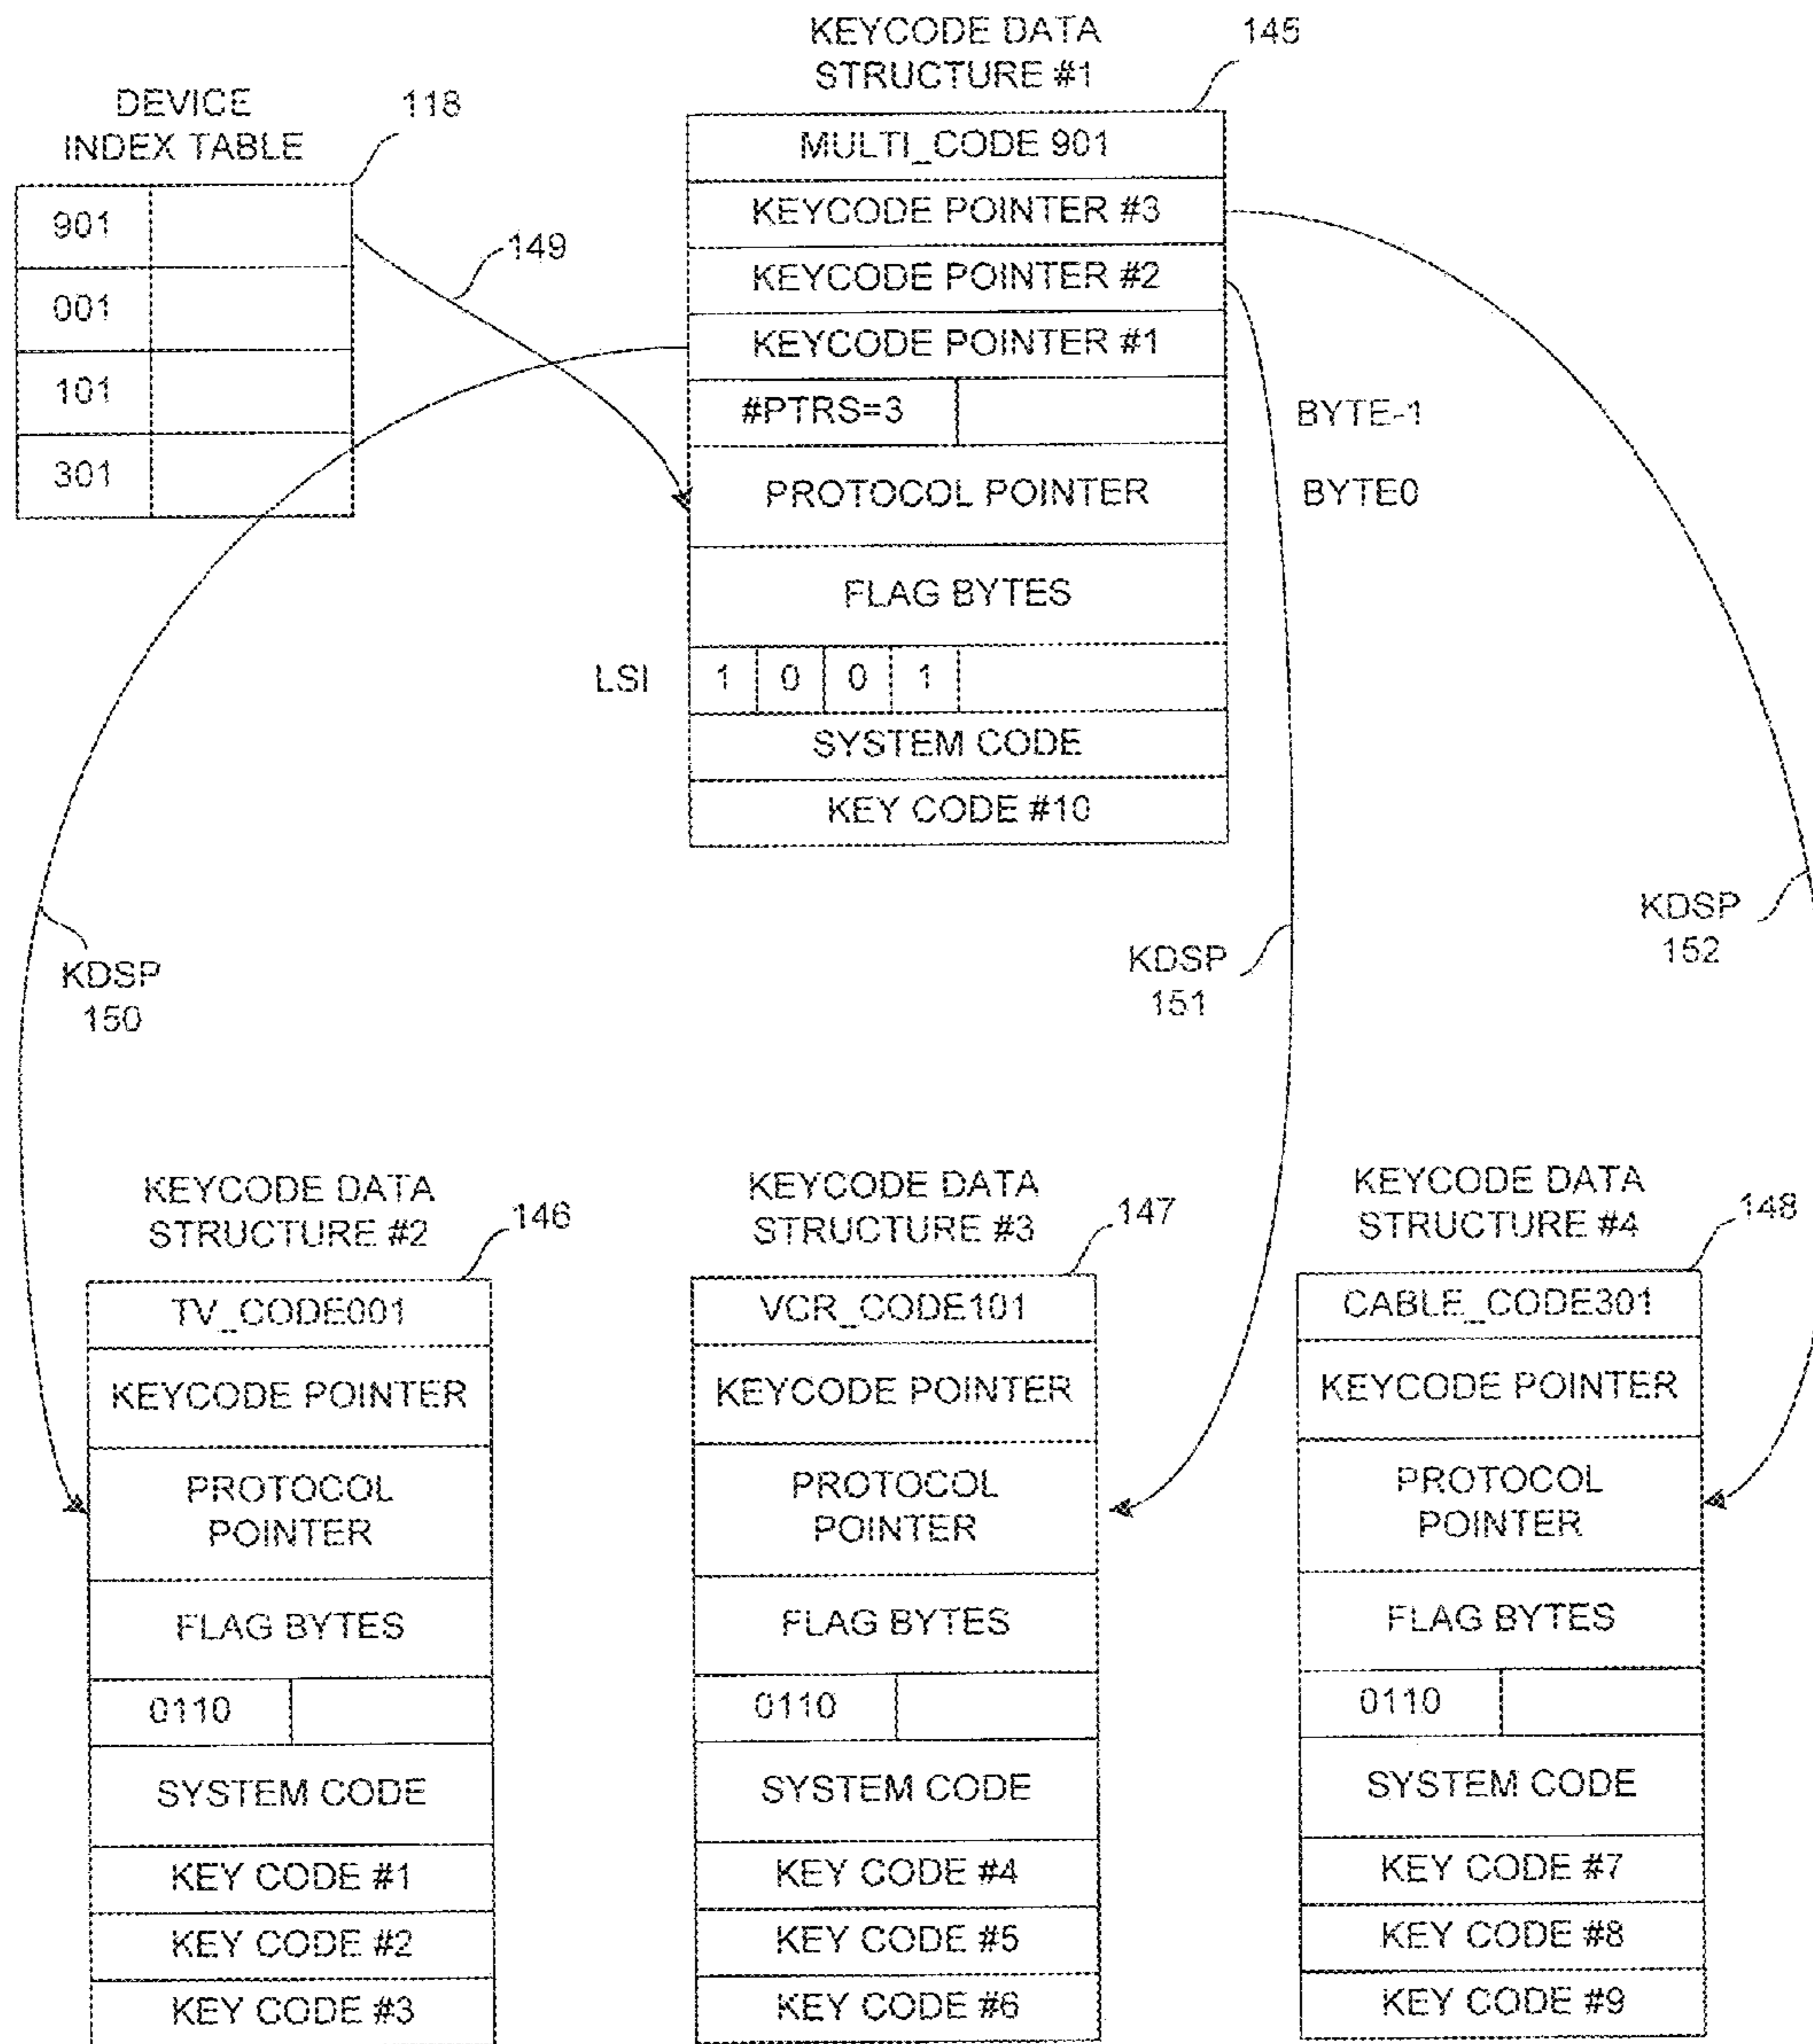 KEYCODE DATA
STRUCTURE #1
145
DEVICE
INDEX TABLE
118
901
001
101
301
149
MULTI_CODE 901
KEYCODE POINTER #3
KEYCODE POINTER #2
KEYCODE POINTER #1
#PTRS=3
BYTE-1
PROTOCOL POINTER
BYTE0
FLAG BYTES
LSI
1
0
0
1
SYSTEM CODE
KEY CODE #10
KDSP
150
KDSP
151
KDSP
152
KEYCODE DATA
STRUCTURE #2
146
TV_CODE001
KEYCODE POINTER
PROTOCOL
POINTER
FLAG BYTES
0110
SYSTEM CODE
KEY CODE #1
KEY CODE #2
KEY CODE #3
KEYCODE DATA
STRUCTURE #3
147
VCR_CODE101
KEYCODE POINTER
PROTOCOL
POINTER
FLAG BYTES
0110
SYSTEM CODE
KEY CODE #4
KEY CODE #5
KEY CODE #6
KEYCODE DATA
STRUCTURE #4
148
CABLE_CODE301
KEYCODE POINTER
PROTOCOL
POINTER
FLAG BYTES
0110
SYSTEM CODE
KEY CODE #7
KEY CODE #8
KEY CODE #9